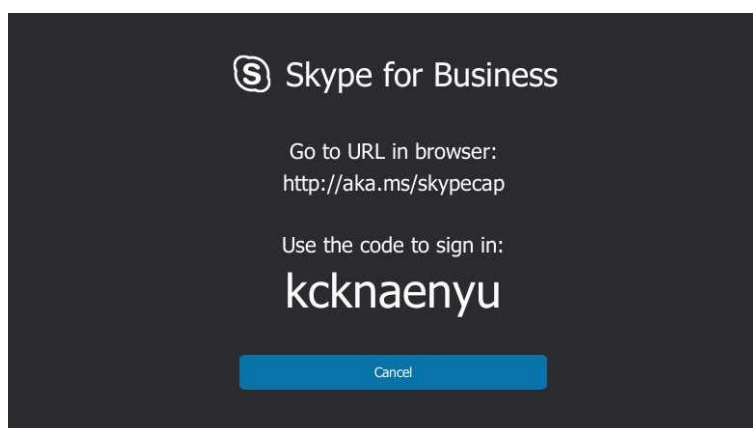 Skype for Business
Go to URL in browser:
http://aka.ms/skypecap
Use the code to sign in:
kcknaenyu
Cancel